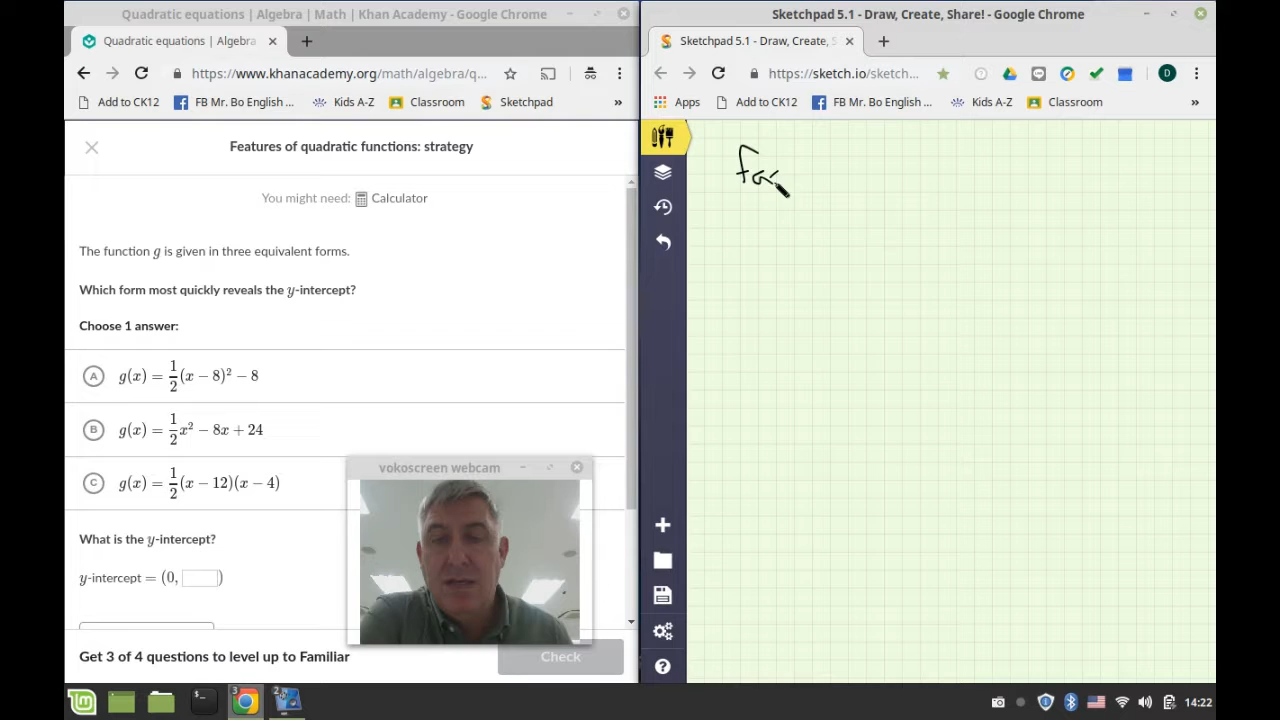 Quadratic equations | Algebra | Math | Khan Academy - Google Chrome
Quadratic equations | Algebra
https://www.khanacademy.org/math/algebra/q...
Add to CK12
FB Mr. Bo English ...
Kids A-Z
Classroom
Sketchpad
»
Features of quadratic functions: strategy
You might need: Calculator
The function g is given in three equivalent forms.
Which form most quickly reveals the y-intercept?
Choose 1 answer:
A g(x) = 1/2(x − 8)² − 8
B g(x) = 1/2x² − 8x + 24
C g(x) = 1/2(x − 12)(x − 4)
What is the y-intercept?
y-intercept = (0, )
Get 3 of 4 questions to level up to Familiar
Check
vokoscreen webcam
Sketchpad 5.1 - Draw, Create, Share! - Google Chrome
Sketchpad 5.1 - Draw, Create, S
https://sketch.io/sketch...
D
Apps
Add to CK12
FB Mr. Bo English ...
Kids A-Z
Classroom
»
3
2
14:22